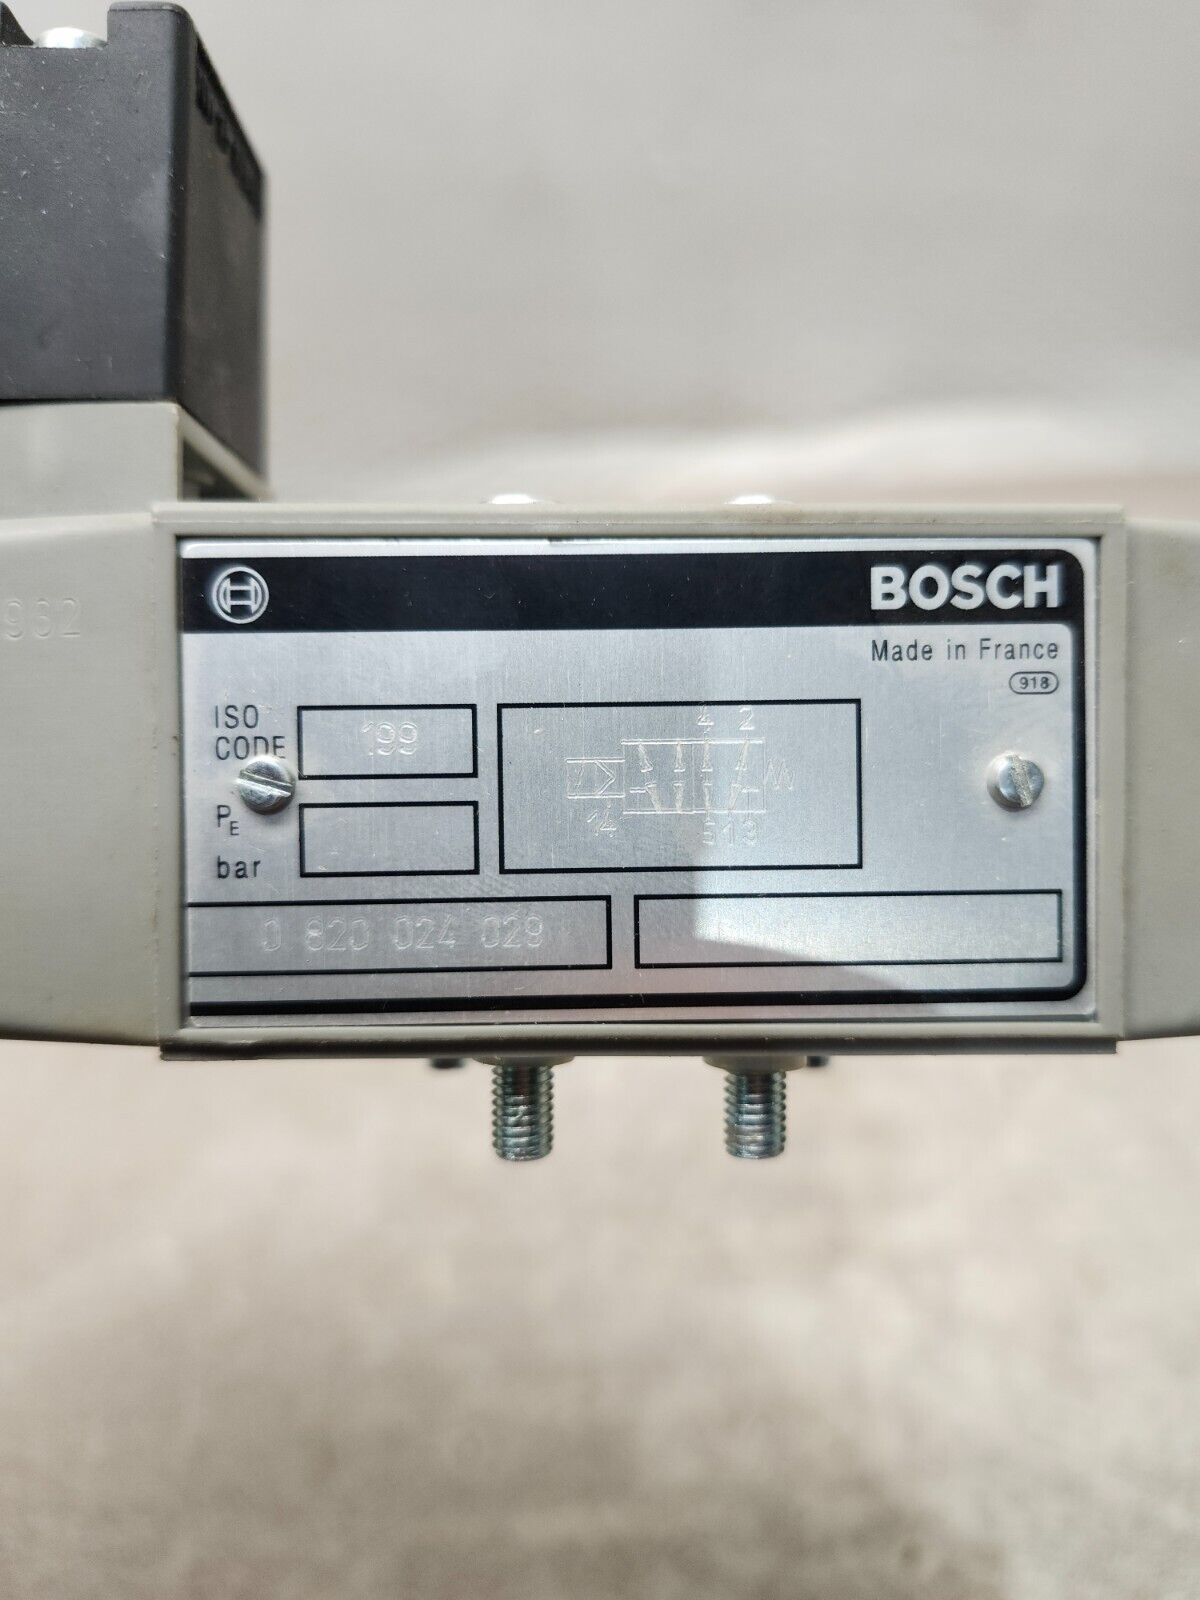 BOSCH
962
Made in France
918
ISO
CODE
199
4 2
14
5 1 3
PE
bar
0 820 024 029